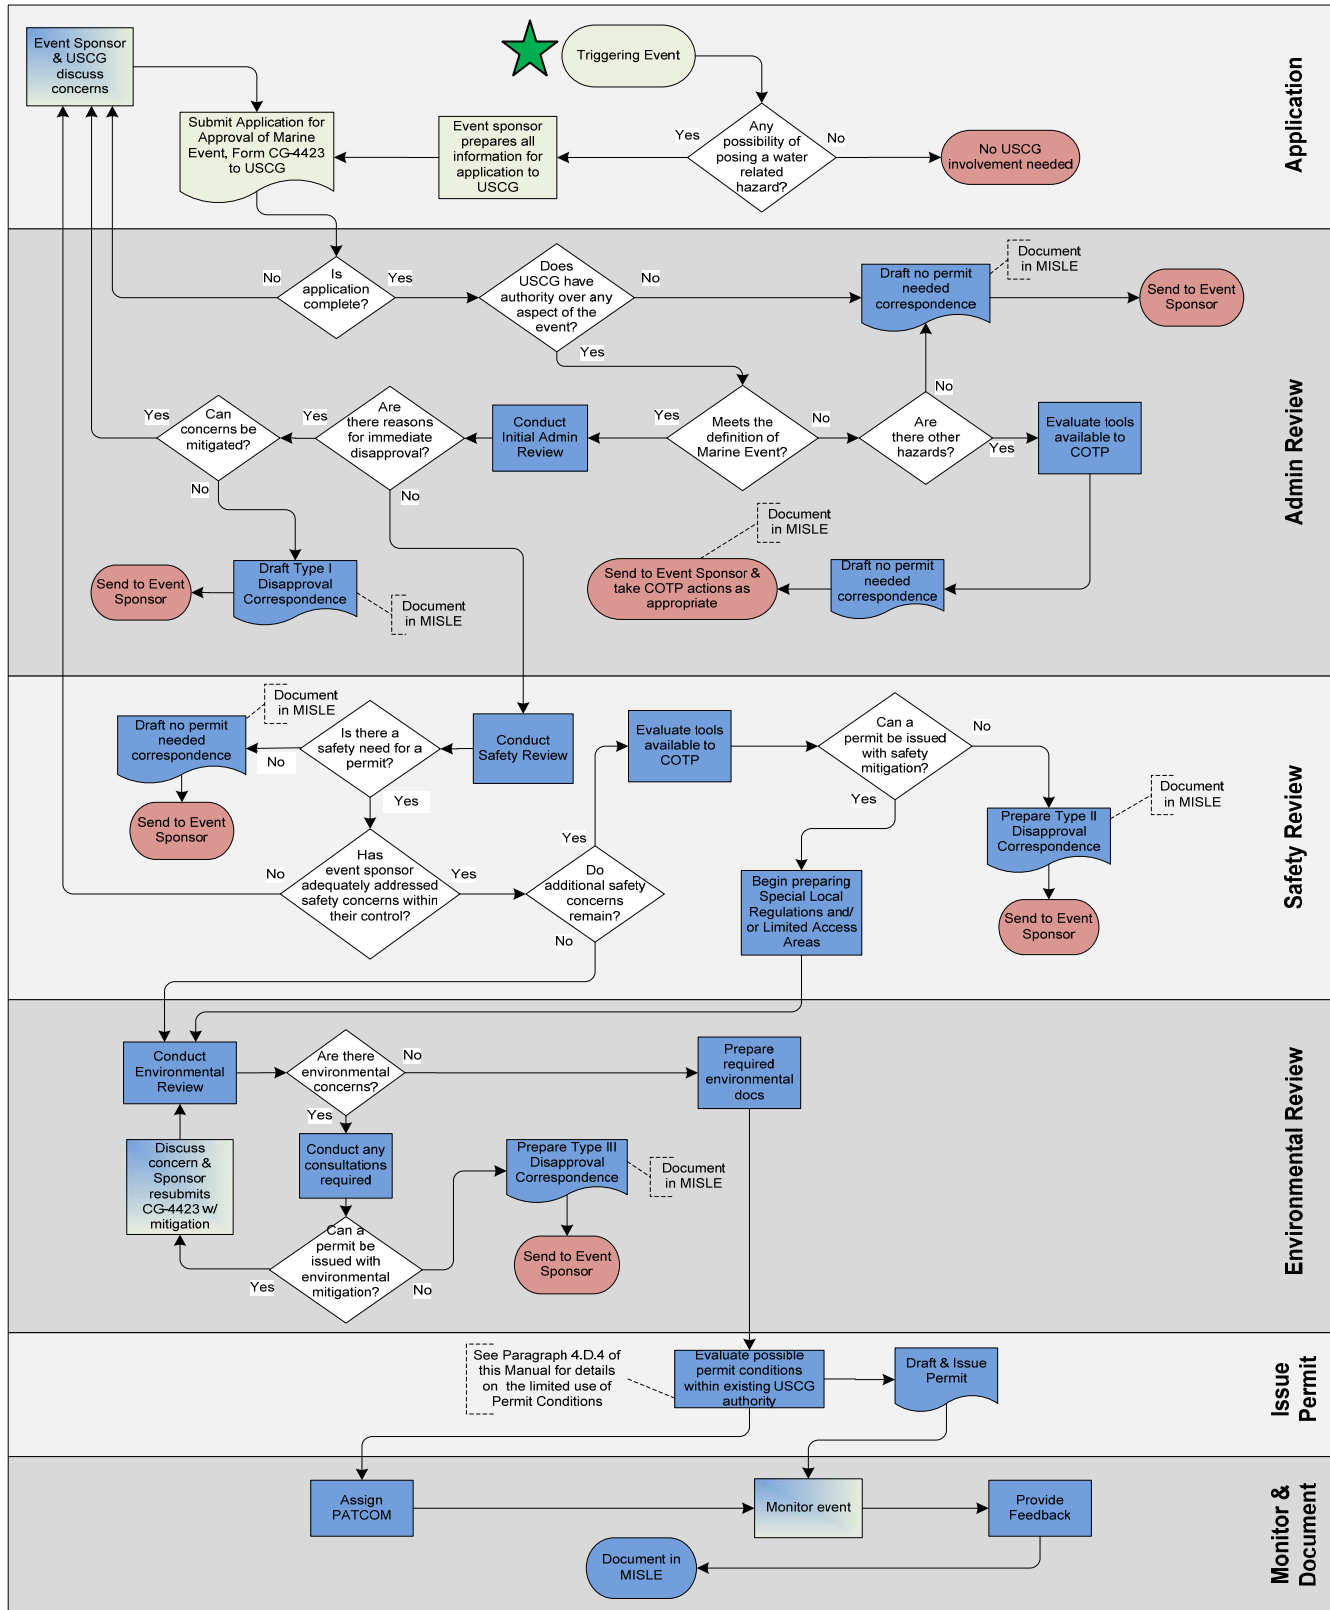 Application
Event Sponsor
& USCG
discuss
concerns
Triggering Event
Submit Application for
Approval of Marine
Event, Form CG-4423
to USCG
Event sponsor
prepares all
information for
application to
USCG
Yes
Any
possibility of
posing a water
related
hazard?
No
No USCG
involvement needed
Admin Review
No
Is
application
complete?
Yes
Does
USCG have
authority over any
aspect of the
event?
No
Yes
Draft no permit
needed
correspondence
Document
in MISLE
Send to Event
Sponsor
Yes
Can
concerns be
mitigated?
No
Yes
Are
there reasons
for immediate
disapproval?
No
Conduct
Initial Admin
Review
Yes
Meets the
definition of
Marine Event?
No
No
Are
there other
hazards?
Yes
Evaluate tools
available to
COTP
Document
in MISLE
Send to Event
Sponsor
Draft Type I
Disapproval
Correspondence
Document
in MISLE
Send to Event Sponsor &
take COTP actions as
appropriate
Draft no permit
needed
correspondence
Safety Review
Document
in MISLE
Draft no permit
needed
correspondence
No
Is there a
safety need for a
permit?
Yes
Conduct
Safety Review
Evaluate tools
available to
COTP
Can a
permit be issued
with safety
mitigation?
No
Yes
Document
in MISLE
Send to Event
Sponsor
Prepare Type II
Disapproval
Correspondence
No
Has
event sponsor
adequately addressed
safety concerns within
their control?
Yes
Yes
Do
additional safety
concerns
remain?
No
Begin preparing
Special Local
Regulations and/
or Limited Access
Areas
Send to Event
Sponsor
Environmental Review
Conduct
Environmental
Review
Are there
environmental
concerns?
No
Yes
Prepare
required
environmental
docs
Discuss
concern &
Sponsor
resubmits
CG-4423 w/
mitigation
Conduct any
consultations
required
Prepare Type III
Disapproval
Correspondence
Document
in MISLE
Yes
Can a
permit be
issued with
environmental
mitigation?
No
Send to Event
Sponsor
Issue
Permit
See Paragraph 4.D.4 of
this Manual for details
on the limited use of
Permit Conditions
Evaluate possible
permit conditions
within existing USCG
authority
Draft & Issue
Permit
Monitor &
Document
Assign
PATCOM
Monitor event
Provide
Feedback
Document in
MISLE